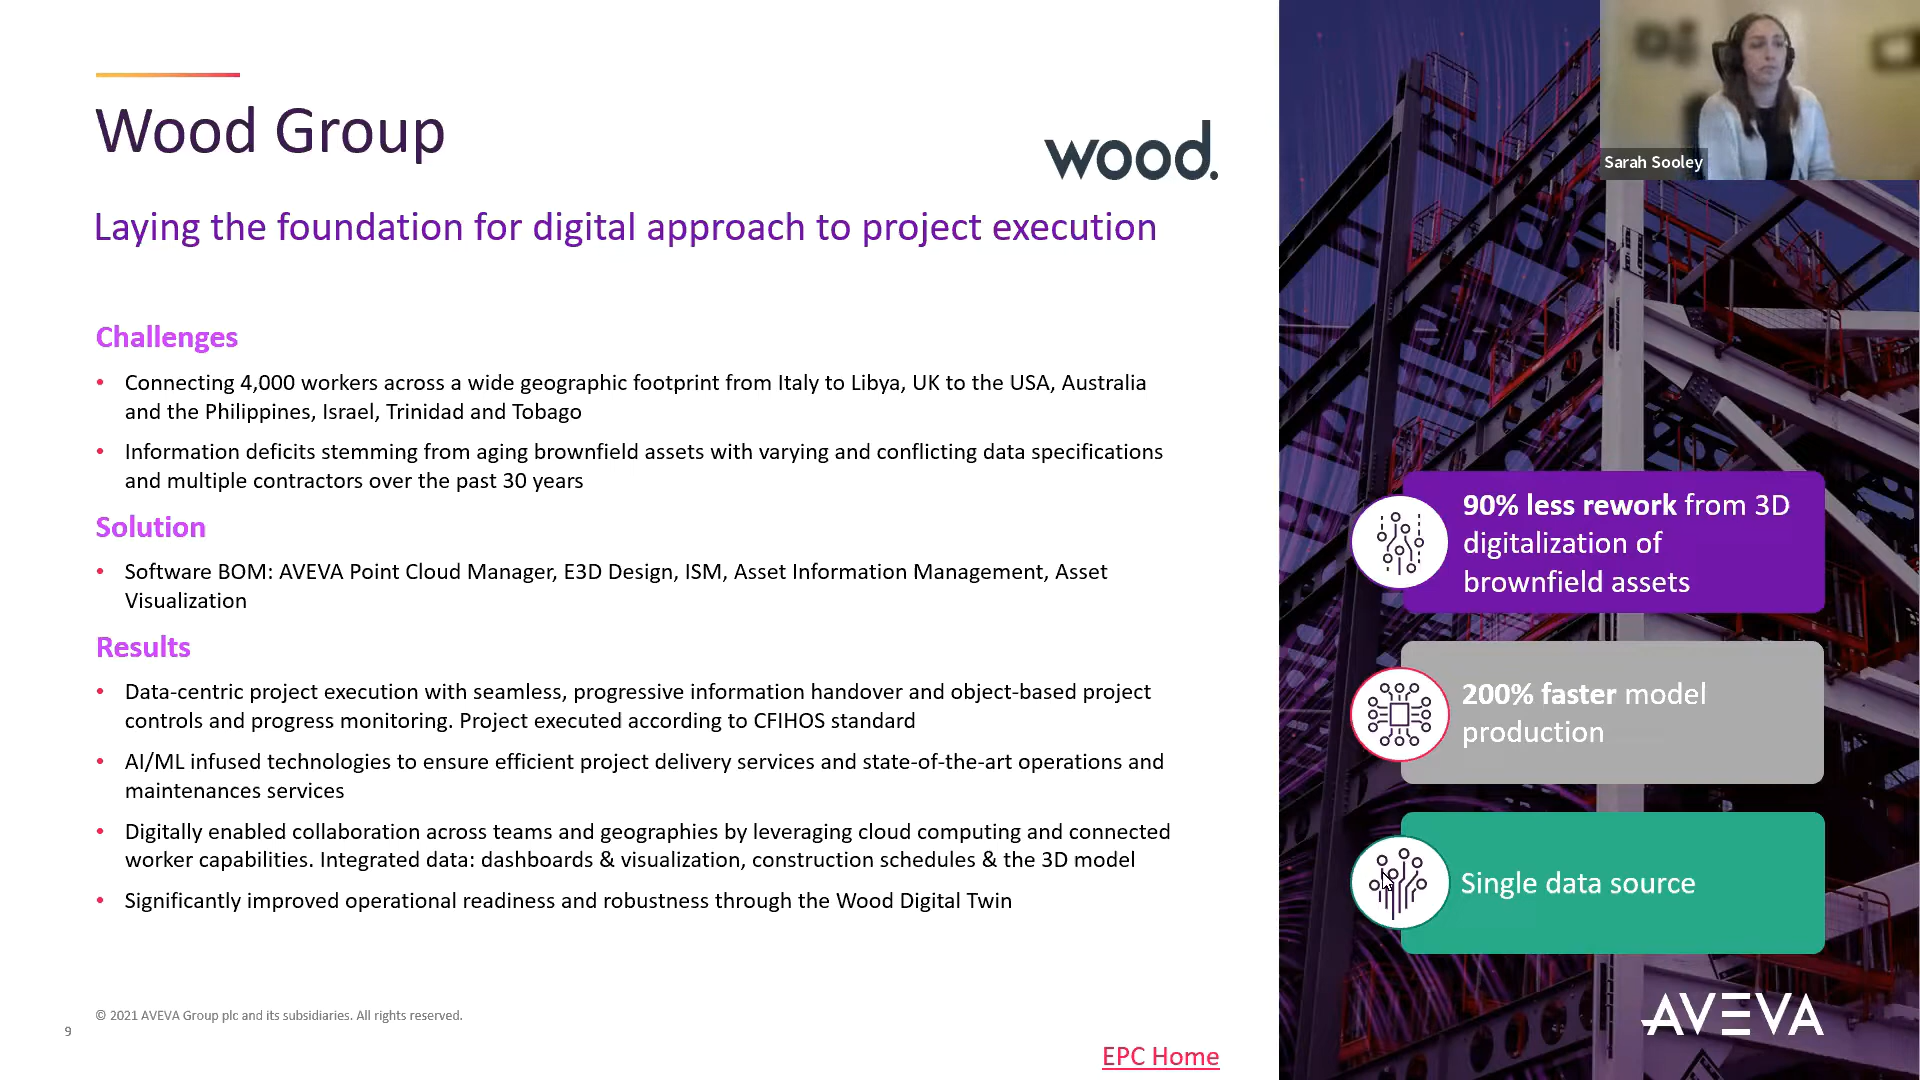 Wood Group
wood.
Sarah Sooley
Laying the foundation for digital approach to project execution
Challenges
• Connecting 4,000 workers across a wide geographic footprint from Italy to Libya, UK to the USA, Australia
and the Philippines, Israel, Trinidad and Tobago
• Information deficits stemming from aging brownfield assets with varying and conflicting data specifications
and multiple contractors over the past 30 years
Solution
• Software BOM: AVEVA Point Cloud Manager, E3D Design, ISM, Asset Information Management, Asset
Visualization
Results
• Data-centric project execution with seamless, progressive information handover and object-based project
controls and progress monitoring. Project executed according to CFIHOS standard
• AI/ML infused technologies to ensure efficient project delivery services and state-of-the-art operations and
maintenances services
• Digitally enabled collaboration across teams and geographies by leveraging cloud computing and connected
worker capabilities. Integrated data: dashboards & visualization, construction schedules & the 3D model
• Significantly improved operational readiness and robustness through the Wood Digital Twin
90% less rework from 3D
digitalization of
brownfield assets
200% faster model
production
Single data source
© 2021 AVEVA Group plc and its subsidiaries. All rights reserved.
9
EPC Home
AVEVA